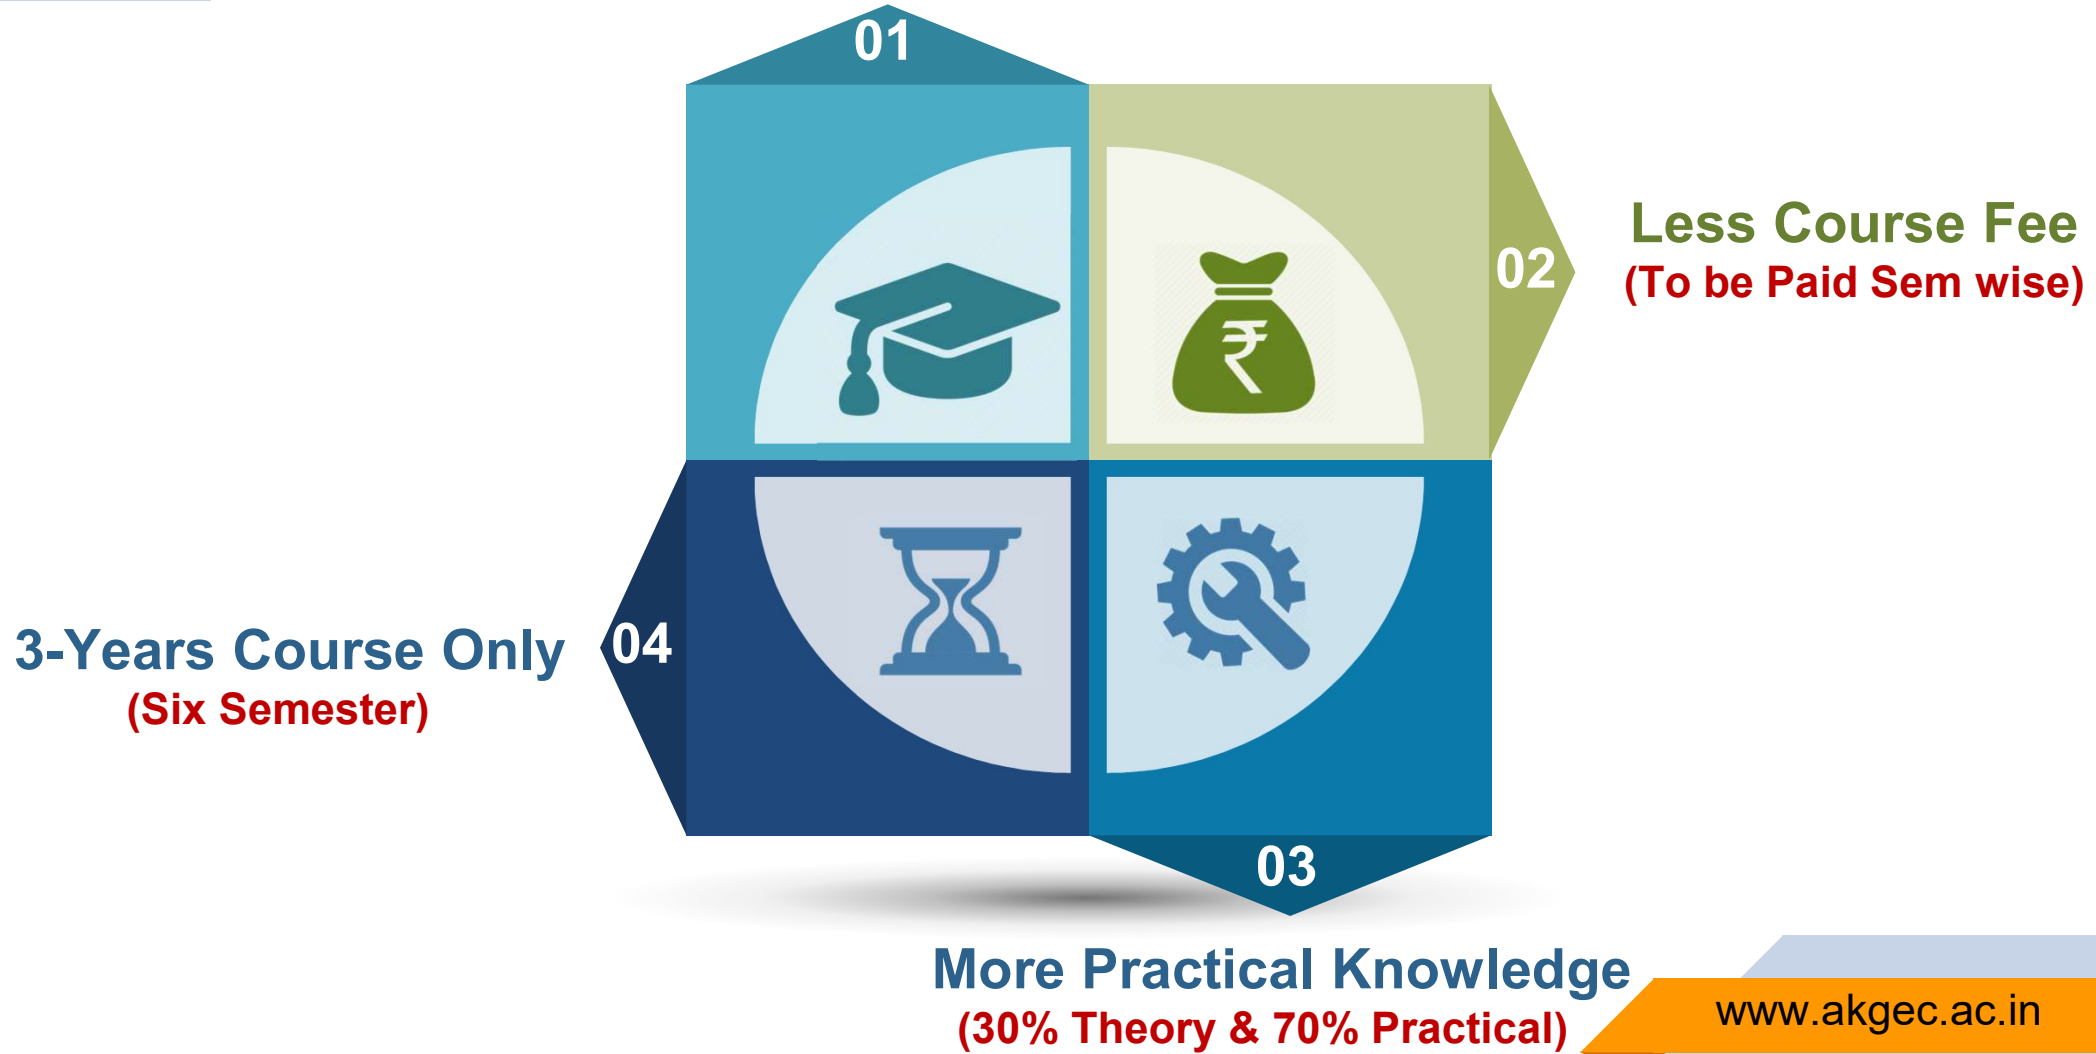 01
02
Less Course Fee
(To be Paid Sem wise)
₹
3-Years Course Only
(Six Semester)
04
03
More Practical Knowledge
(30% Theory & 70% Practical)
www.akgec.ac.in